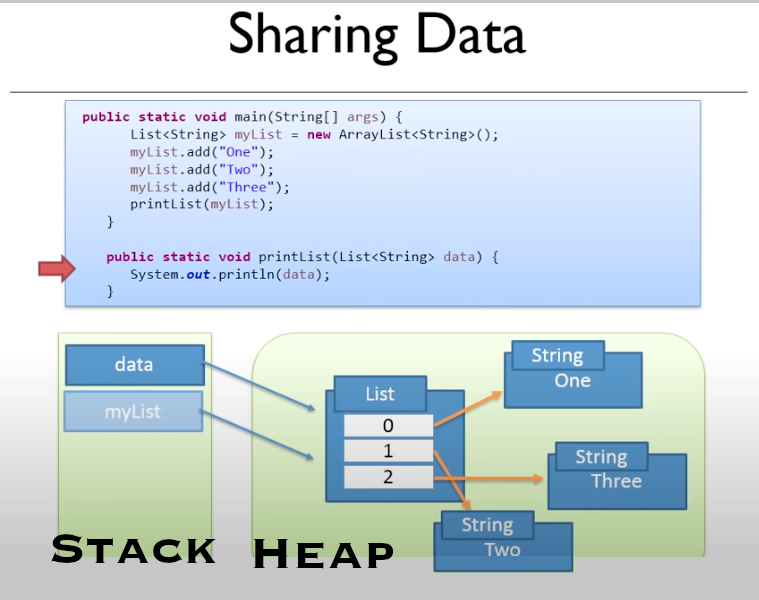 Sharing Data
public static void main(String[] args) {
List<String> myList = new ArrayList<String>();
myList.add("One");
myList.add("Two");
myList.add("Three");
printList(myList);
}
public static void printList(List<String> data) {
System.out.println(data);
}
data
myList
List
0
1
2
String
One
String
Three
String
Two
Stack
Heap